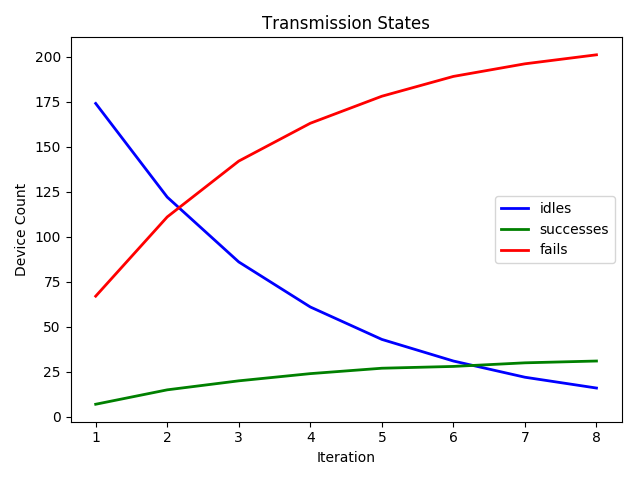 Transmission States
Device Count
200
175
150
125
100
75
50
25
0
idles
successes
fails
1 2 3 4 5 6 7 8
Iteration